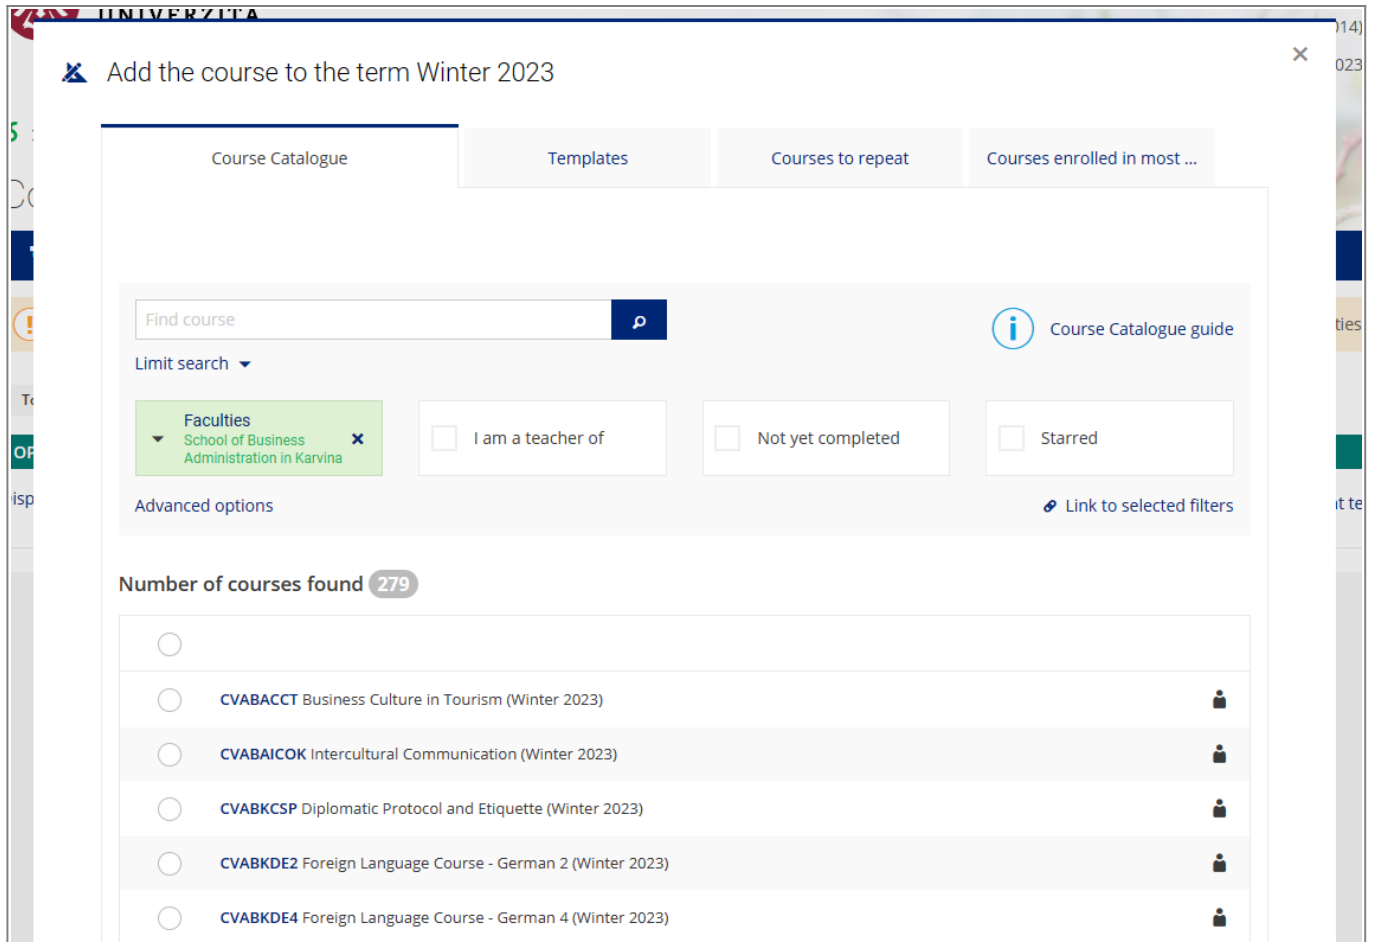 UNIVERZITA
014)
Add the course to the term Winter 2023
×
023
Course Catalogue
Templates
Courses to repeat
Courses enrolled in most ...
Find course
Course Catalogue guide
ties
Limit search
Faculties
School of Business
Administration in Karvina
I am a teacher of
Not yet completed
Starred
Advanced options
Link to selected filters
Number of courses found 279
CVABACCT Business Culture in Tourism (Winter 2023)
CVABAICOK Intercultural Communication (Winter 2023)
CVABKCSP Diplomatic Protocol and Etiquette (Winter 2023)
CVABKDE2 Foreign Language Course - German 2 (Winter 2023)
CVABKDE4 Foreign Language Course - German 4 (Winter 2023)